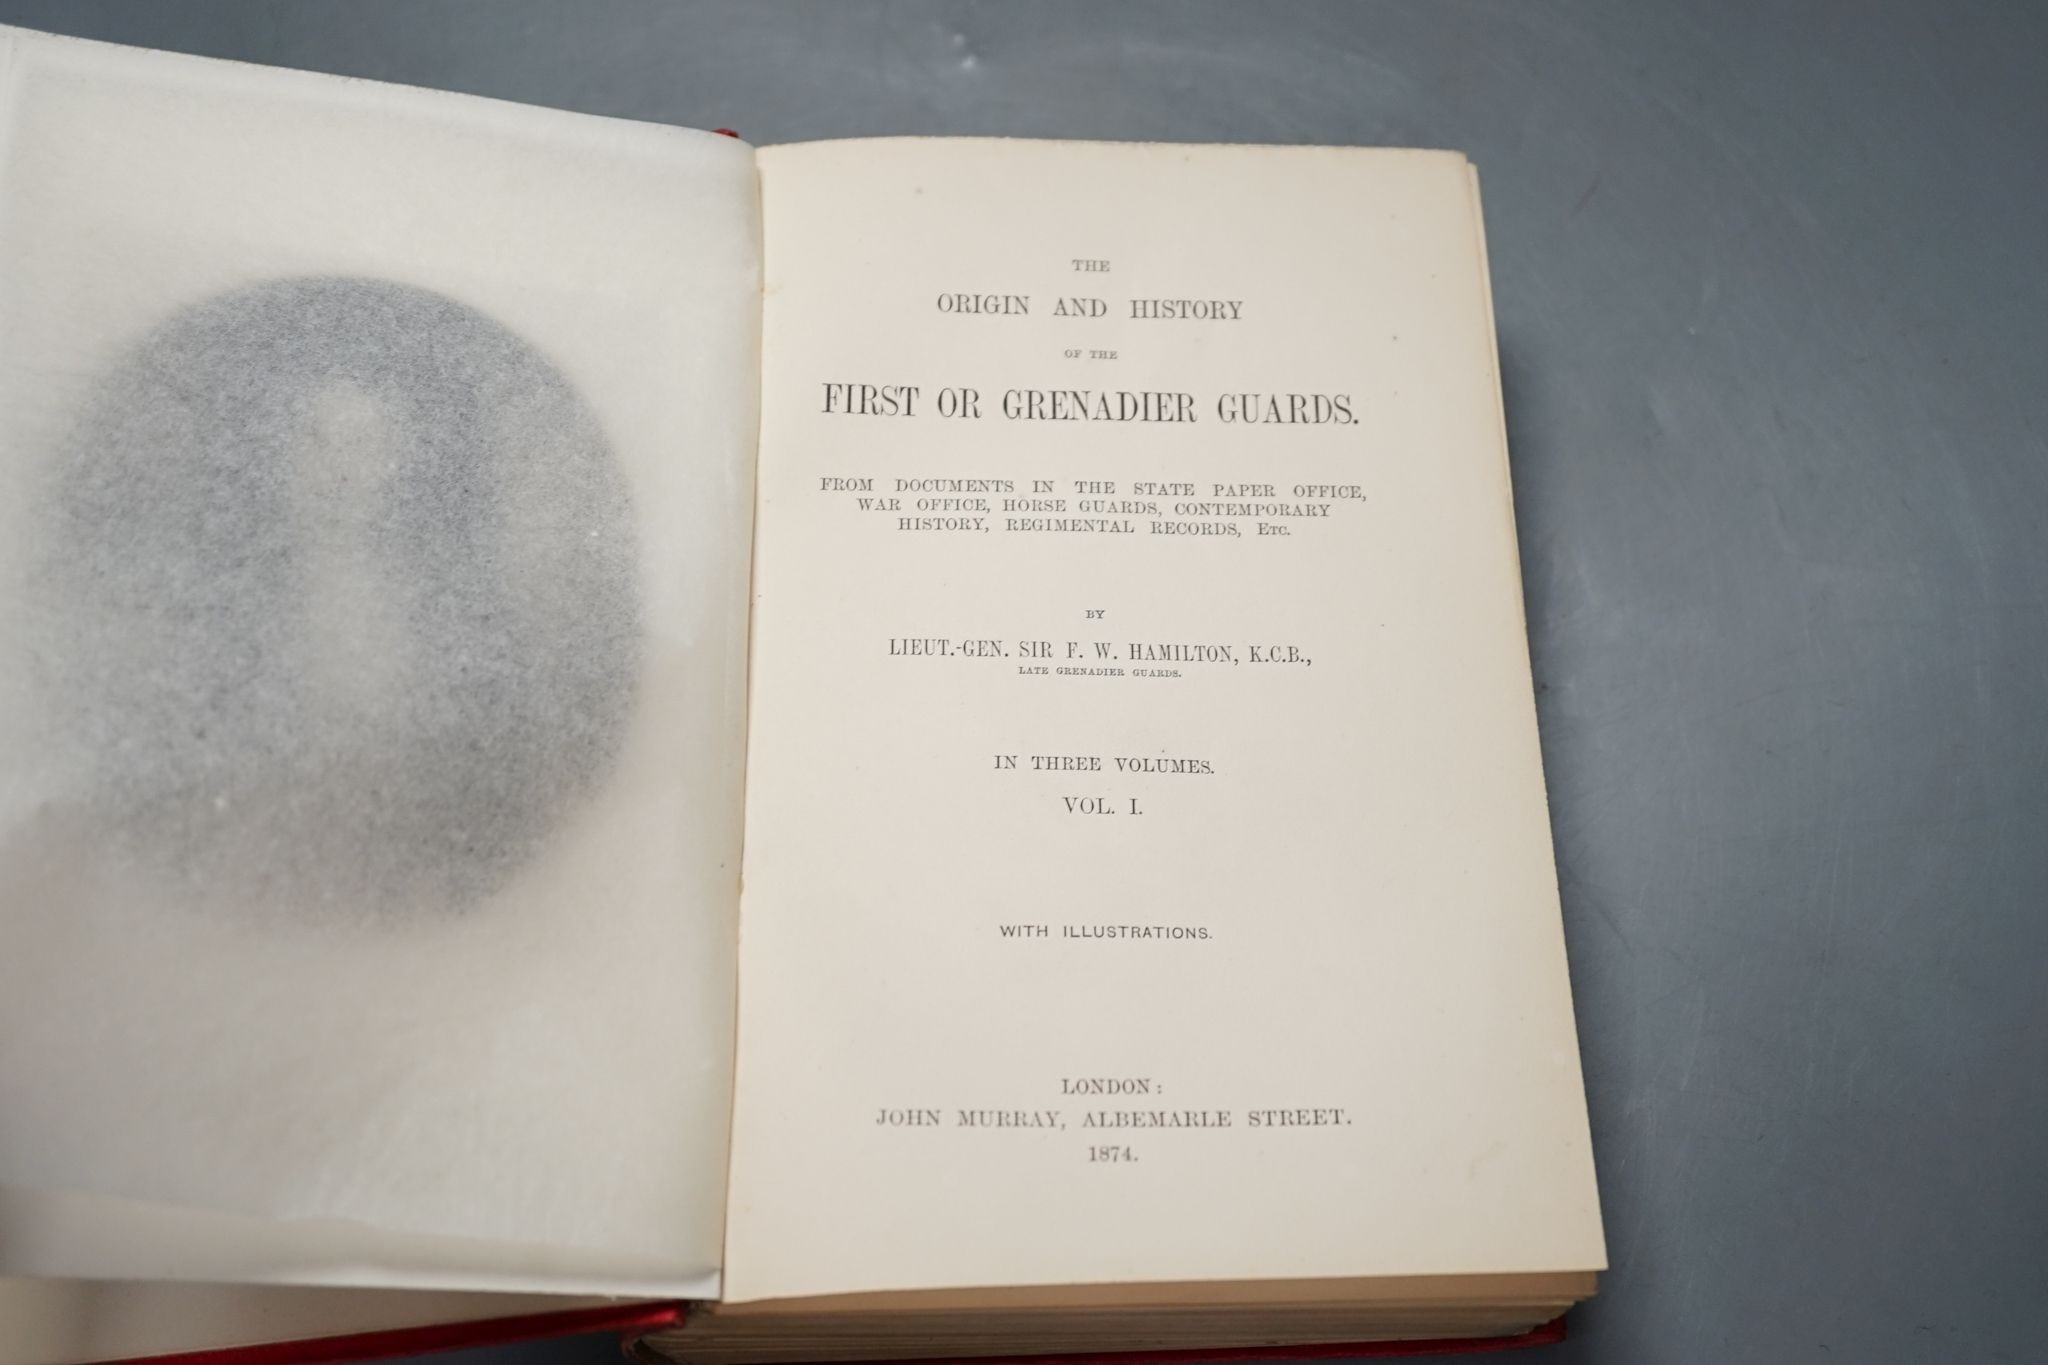 THE
ORIGIN AND HISTORY
OF THE
FIRST OR GRENADIER GUARDS.
FROM DOCUMENTS IN THE STATE PAPER OFFICE,
WAR OFFICE, HORSE GUARDS, CONTEMPORARY
HISTORY, REGIMENTAL RECORDS, ETC.
BY
LIEUT.-GEN. SIR F. W. HAMILTON, K.C.B.,
LATE GRENADIER GUARDS.
IN THREE VOLUMES.
VOL. I.
WITH ILLUSTRATIONS.
LONDON:
JOHN MURRAY, ALBEMARLE STREET.
1874.